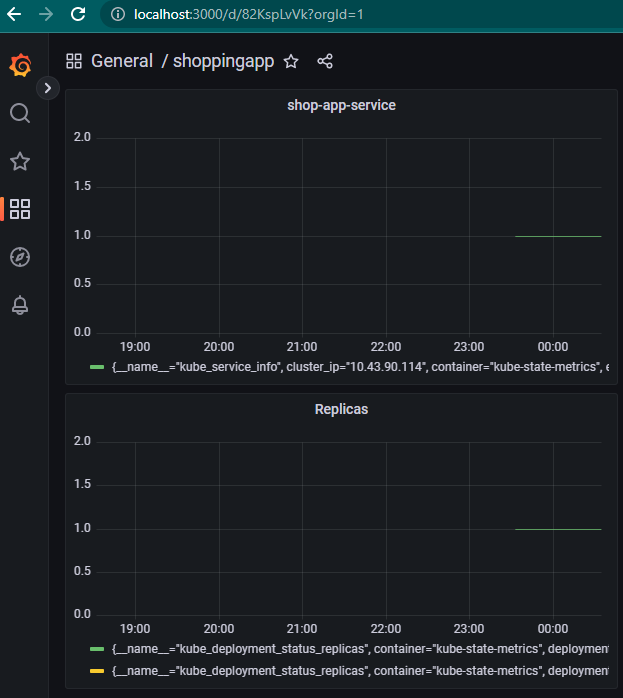 localhost:3000/d/82KspLvVk?orgId=1
General / shoppingapp
shop-app-service
2.0
1.5
1.0
0.5
0.0
19:00 20:00 21:00 22:00 23:00 00:00
{__name__="kube_service_info", cluster_ip="10.43.90.114", container="kube-state-metrics", e
Replicas
2.0
1.5
1.0
0.5
0.0
19:00 20:00 21:00 22:00 23:00 00:00
{__name__="kube_deployment_status_replicas", container="kube-state-metrics", deployment
{__name__="kube_deployment_status_replicas", container="kube-state-metrics", deployment